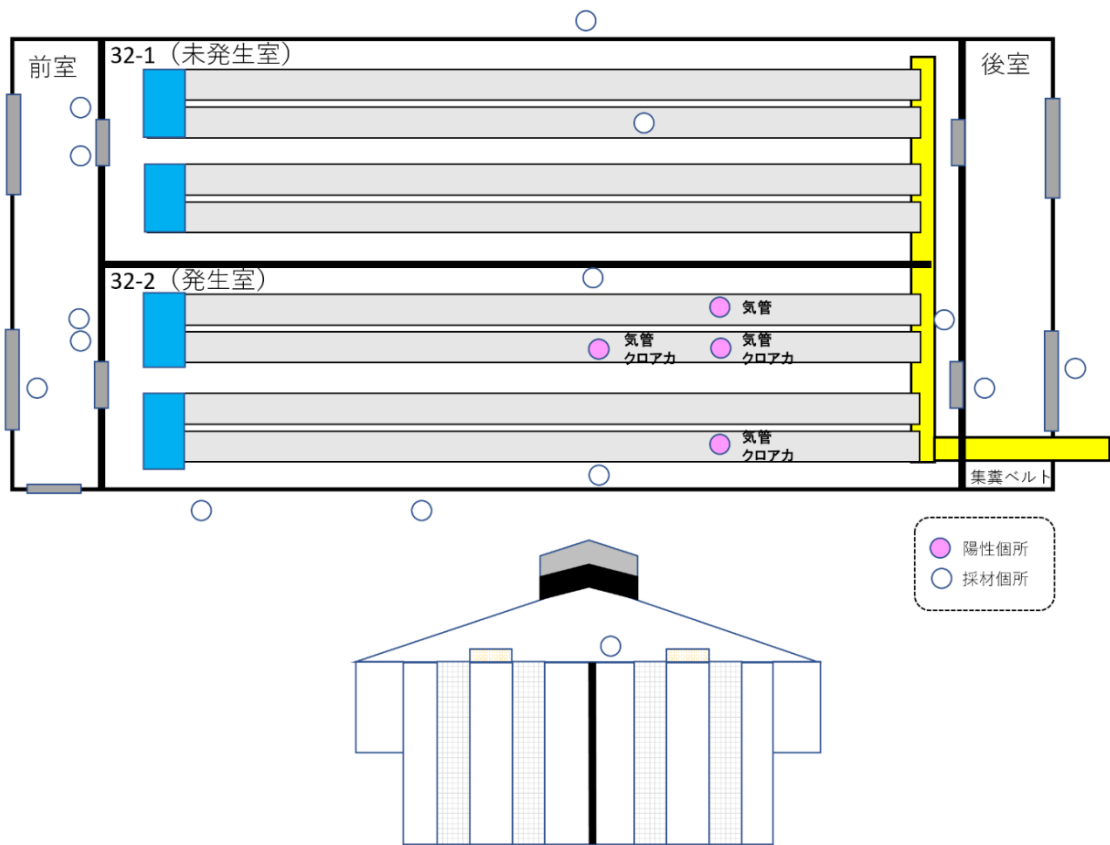 前室
32-1（未発生室）
後室
32-2（発生室）
気管
気管
クロアカ
気管
クロアカ
気管
クロアカ
集糞ベルト
陽性個所
採材個所